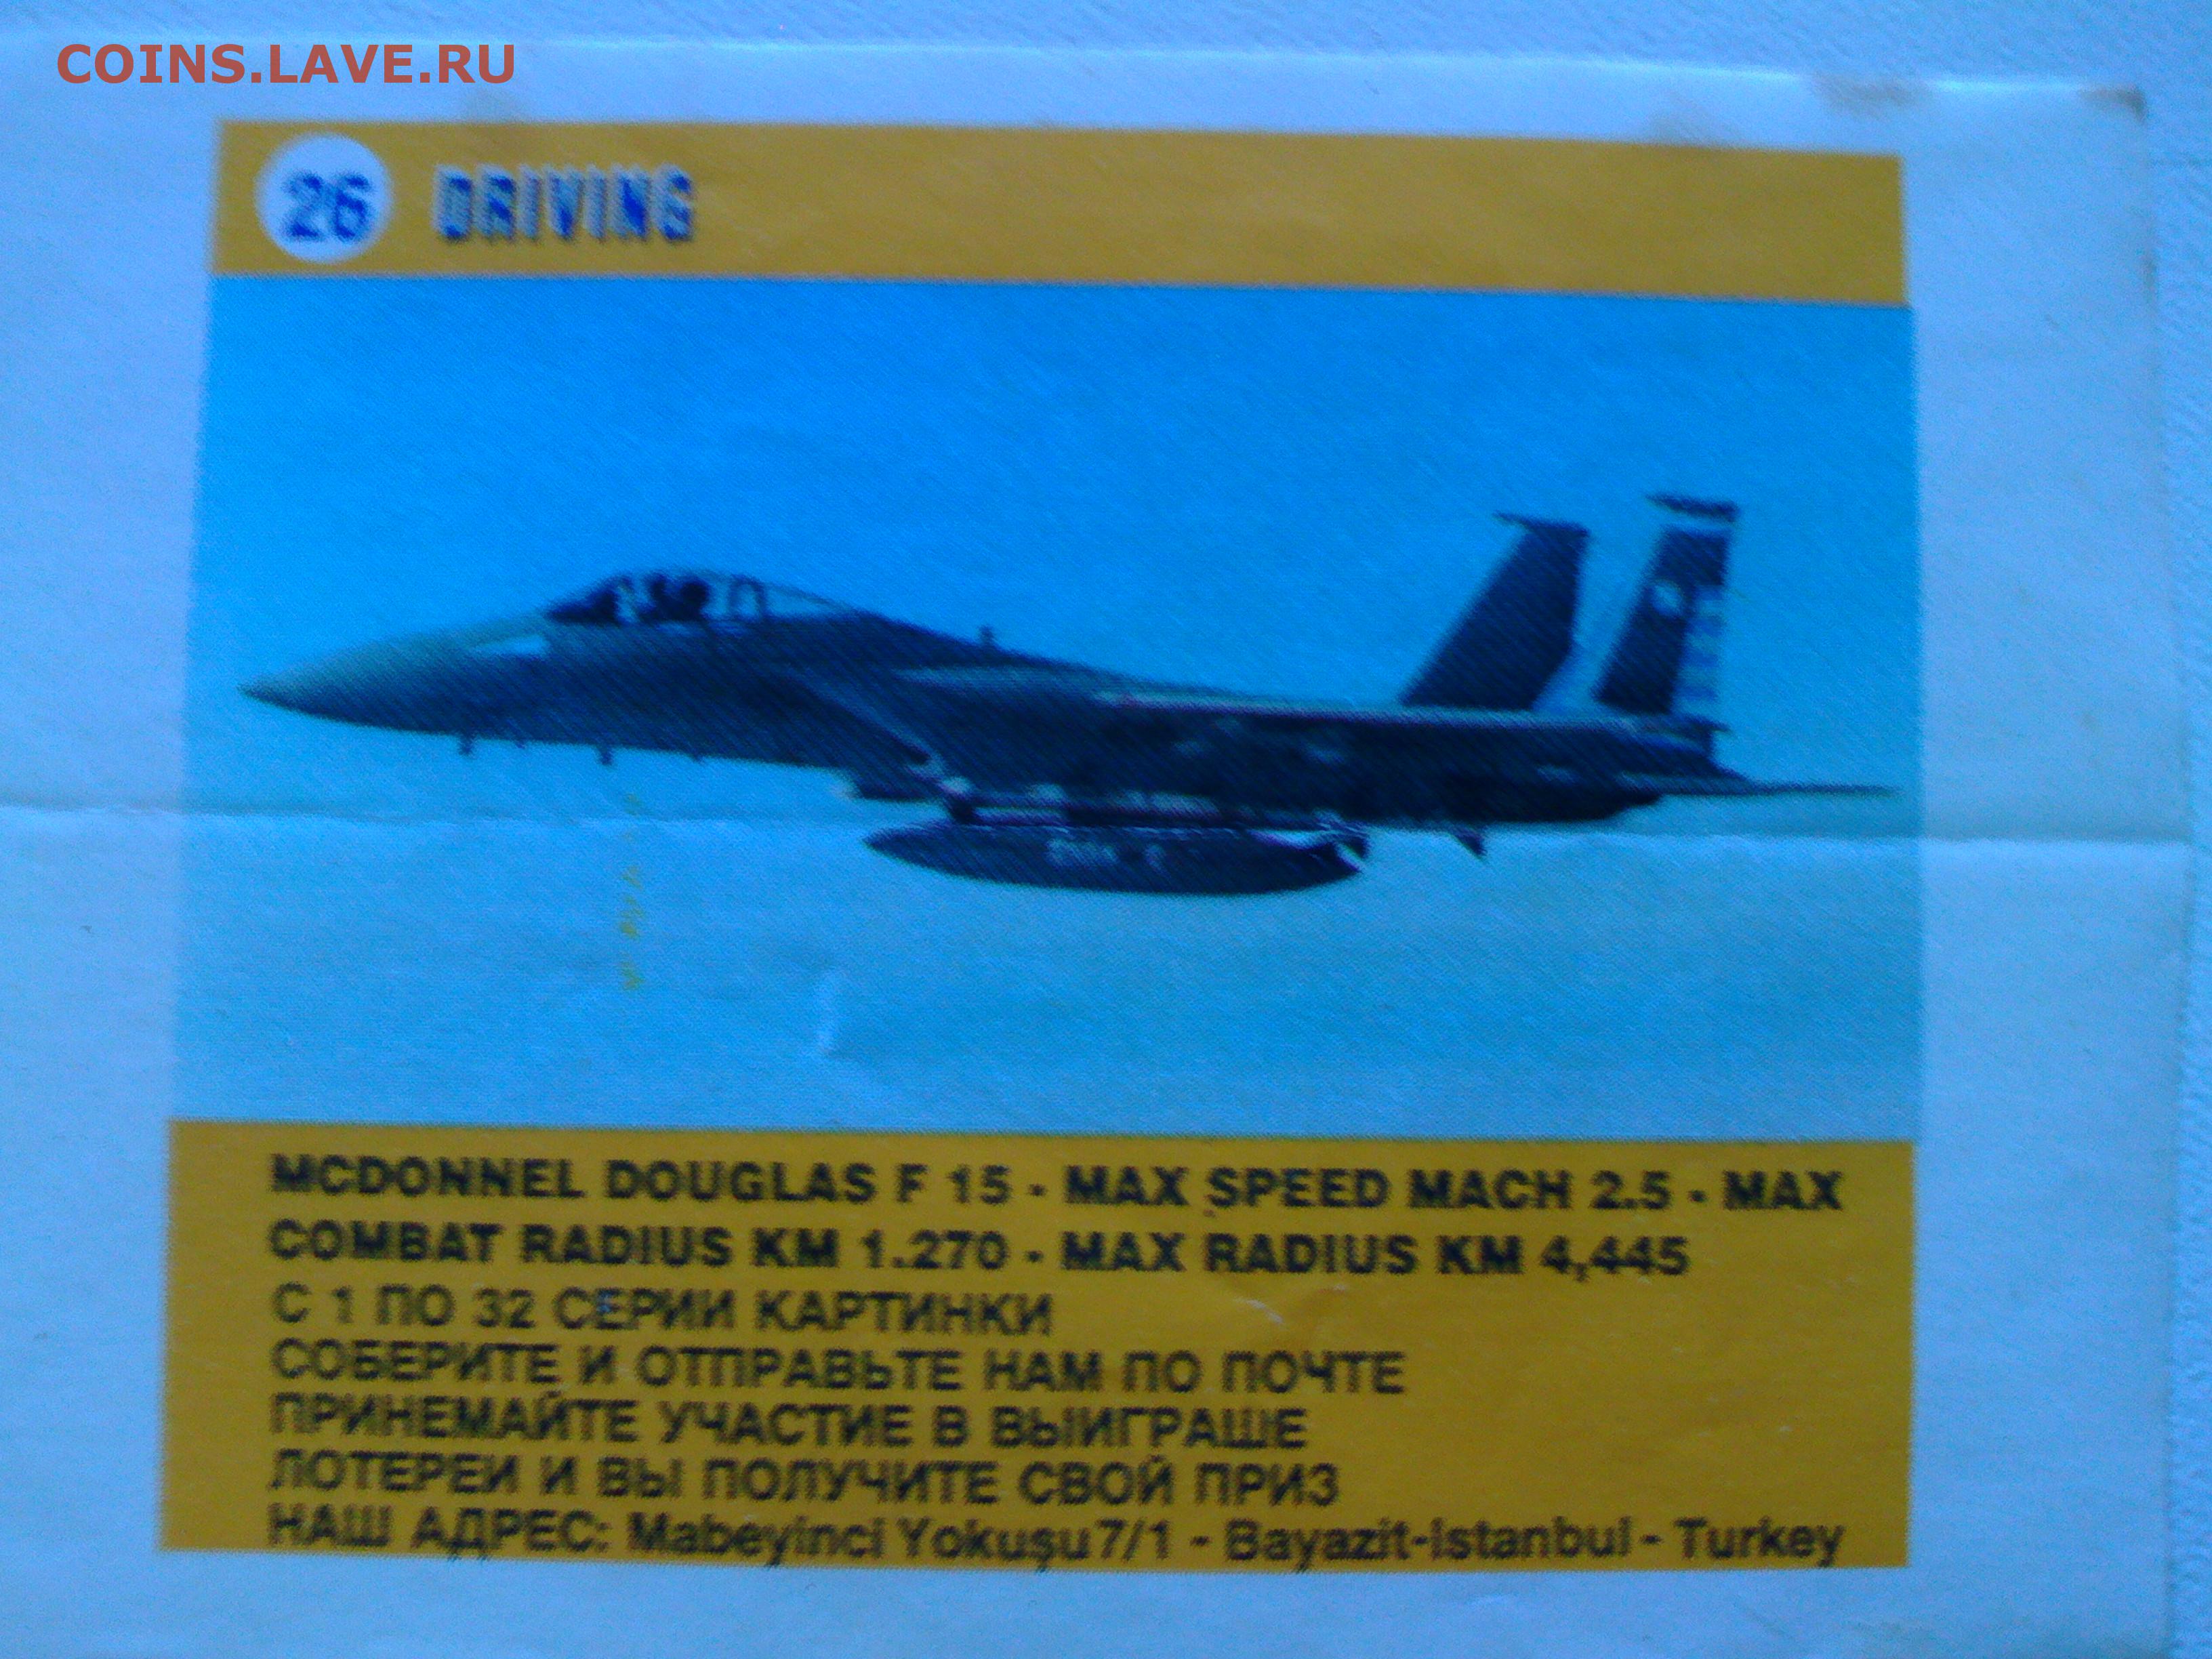 COINS.LAVE.RU
26 DRIVING
MCDONNEL DOUGLAS F 15 - MAX SPEED MACH 2.5 - MAX
COMBAT RADIUS KM 1.270 - MAX RADIUS KM 4,445
С 1 ПО 32 СЕРИИ КАРТИНКИ
СОБЕРИТЕ И ОТПРАВЬТЕ НАМ ПО ПОЧТЕ
ПРИНЕМАЙТЕ УЧАСТИЕ В ВЫИГРАШЕ
ЛОТЕРЕИ И ВЫ ПОЛУЧИТЕ СВОЙ ПРИЗ
НАШ АДРЕС: Mabeyinci Yokuşu 7/1 - Bayazit-istanbul - Turkey